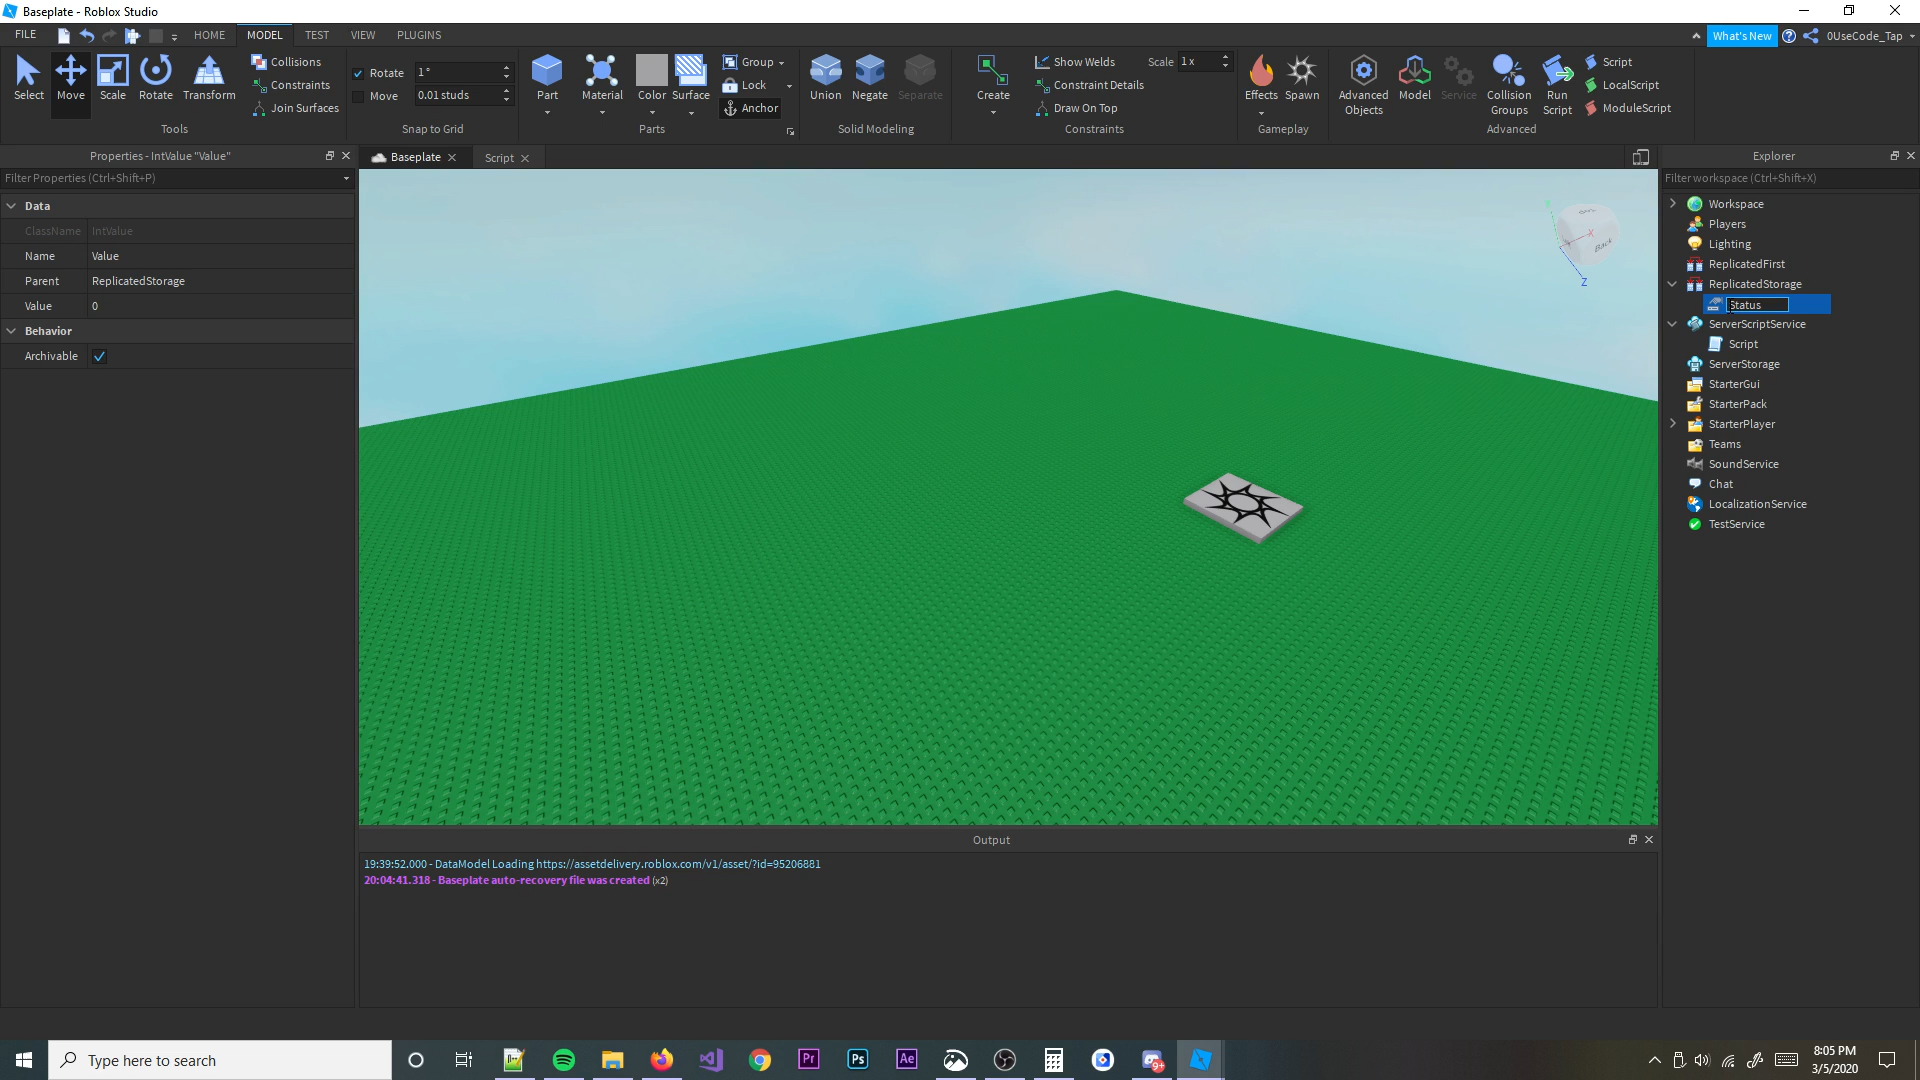 Baseplate - Roblox Studio
FILE HOME MODEL TEST VIEW PLUGINS What's New 0UseCode_Tap
Select Move Scale Rotate Transform
Collisions
Constraints
Join Surfaces
Tools
Rotate 1°
Move 0.01 studs
Snap to Grid
Part Material Color Surface
Group
Lock
Anchor
Parts
Union Negate Separate
Solid Modeling
Create
Show Welds Scale 1 x
Constraint Details
Draw On Top
Constraints
Effects Spawn
Gameplay
Advanced Objects
Model Service
Collision Groups
Run Script
Script
LocalScript
ModuleScript
Advanced
Properties - IntValue "Value"
Filter Properties (Ctrl+Shift+P)
Data
ClassName IntValue
Name Value
Parent ReplicatedStorage
Value 0
Behavior
Archivable
Baseplate Script
Back
X
Z
Output
19:39:52.000 - DataModel Loading https://assetdelivery.roblox.com/v1/asset/?id=95206881
20:04:41.318 - Baseplate auto-recovery file was created (x2)
Explorer
Filter workspace (Ctrl+Shift+X)
Workspace
Players
Lighting
ReplicatedFirst
ReplicatedStorage
Status
ServerScriptService
Script
ServerStorage
StarterGui
StarterPack
StarterPlayer
Teams
SoundService
Chat
LocalizationService
TestService
Type here to search
Pr Ps Ae
9+
8:05 PM
3/5/2020